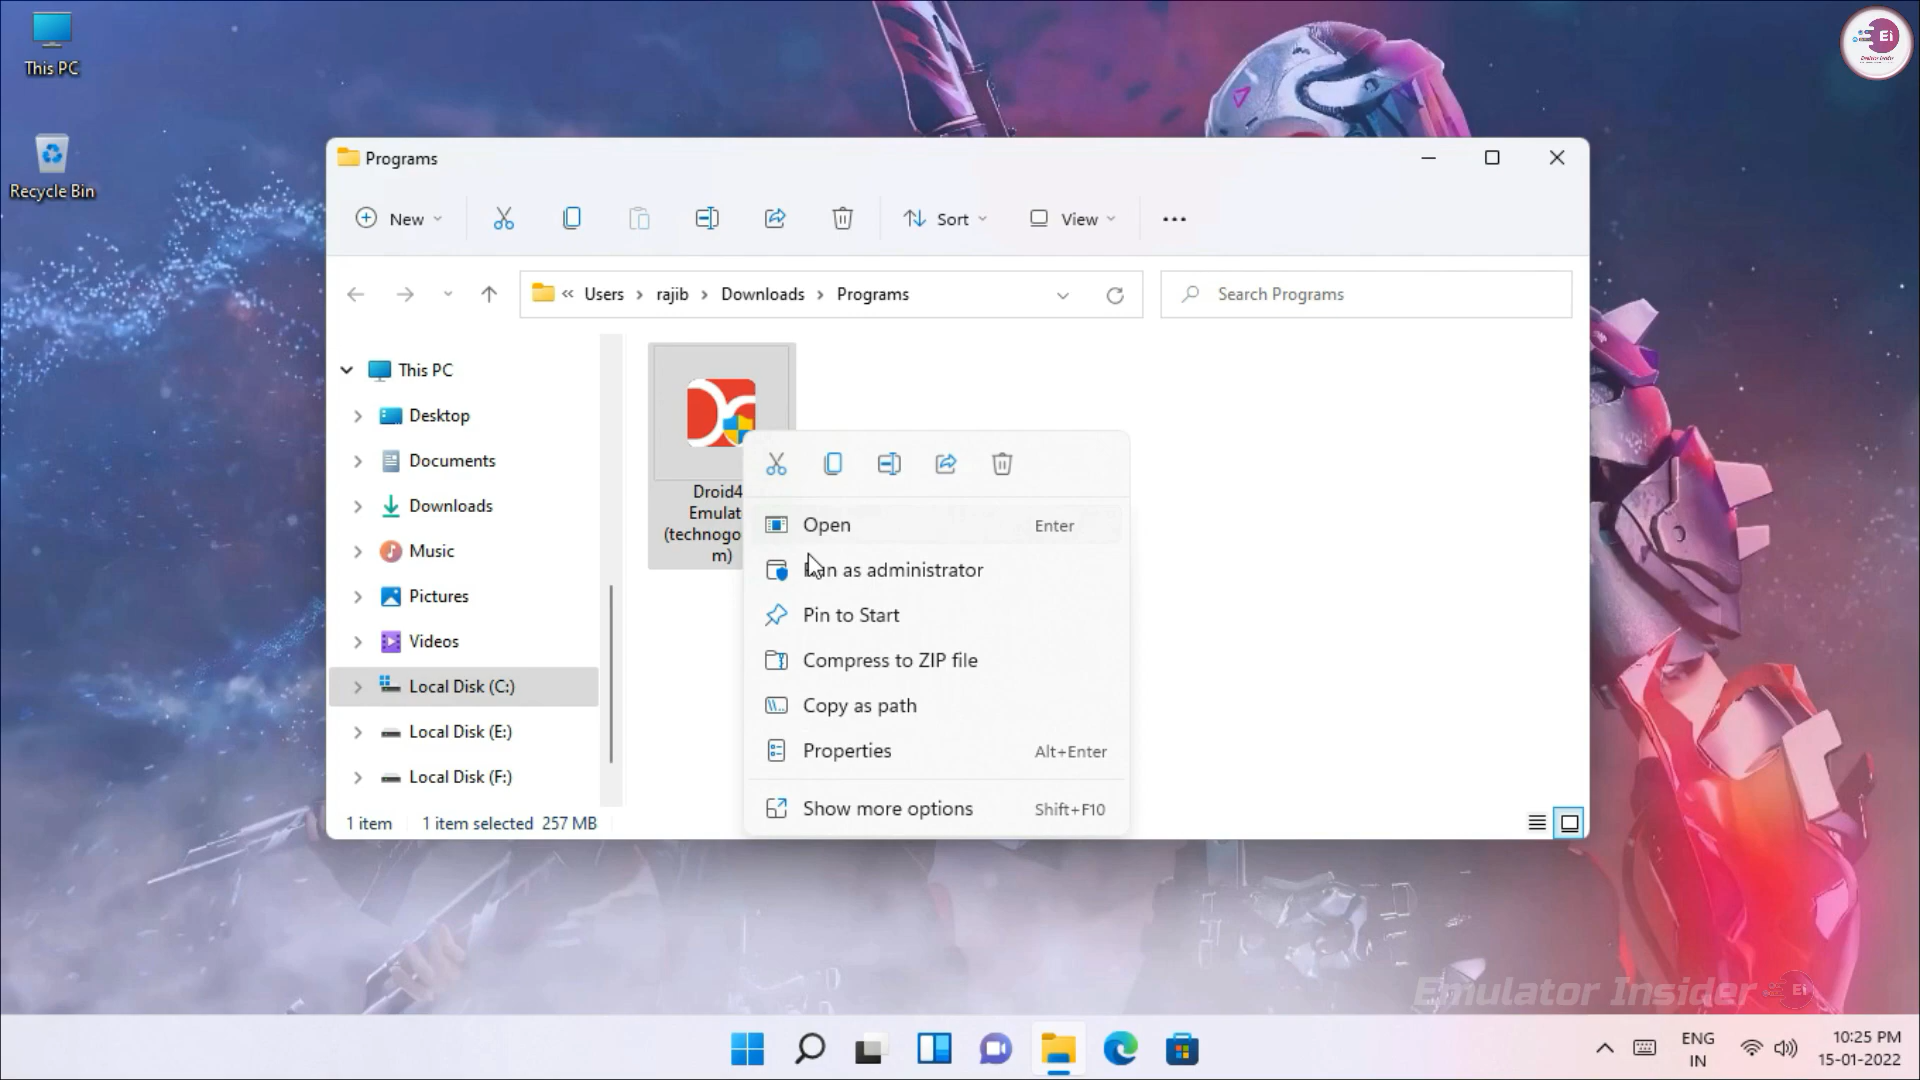 This PC
Recycle Bin
Ei
Programs
New
Sort
View
« Users > rajib > Downloads > Programs
Search Programs
This PC
Desktop
Documents
Downloads
Music
Pictures
Videos
Local Disk (C:)
Local Disk (E:)
Local Disk (F:)
Droid4
Emulat
(technogo
m)
Open Enter
as administrator
Pin to Start
Compress to ZIP file
Copy as path
Properties Alt+Enter
Show more options Shift+F10
1 item 1 item selected 257 MB
Emulator Insider Ei
ENG
IN
10:25 PM
15-01-2022